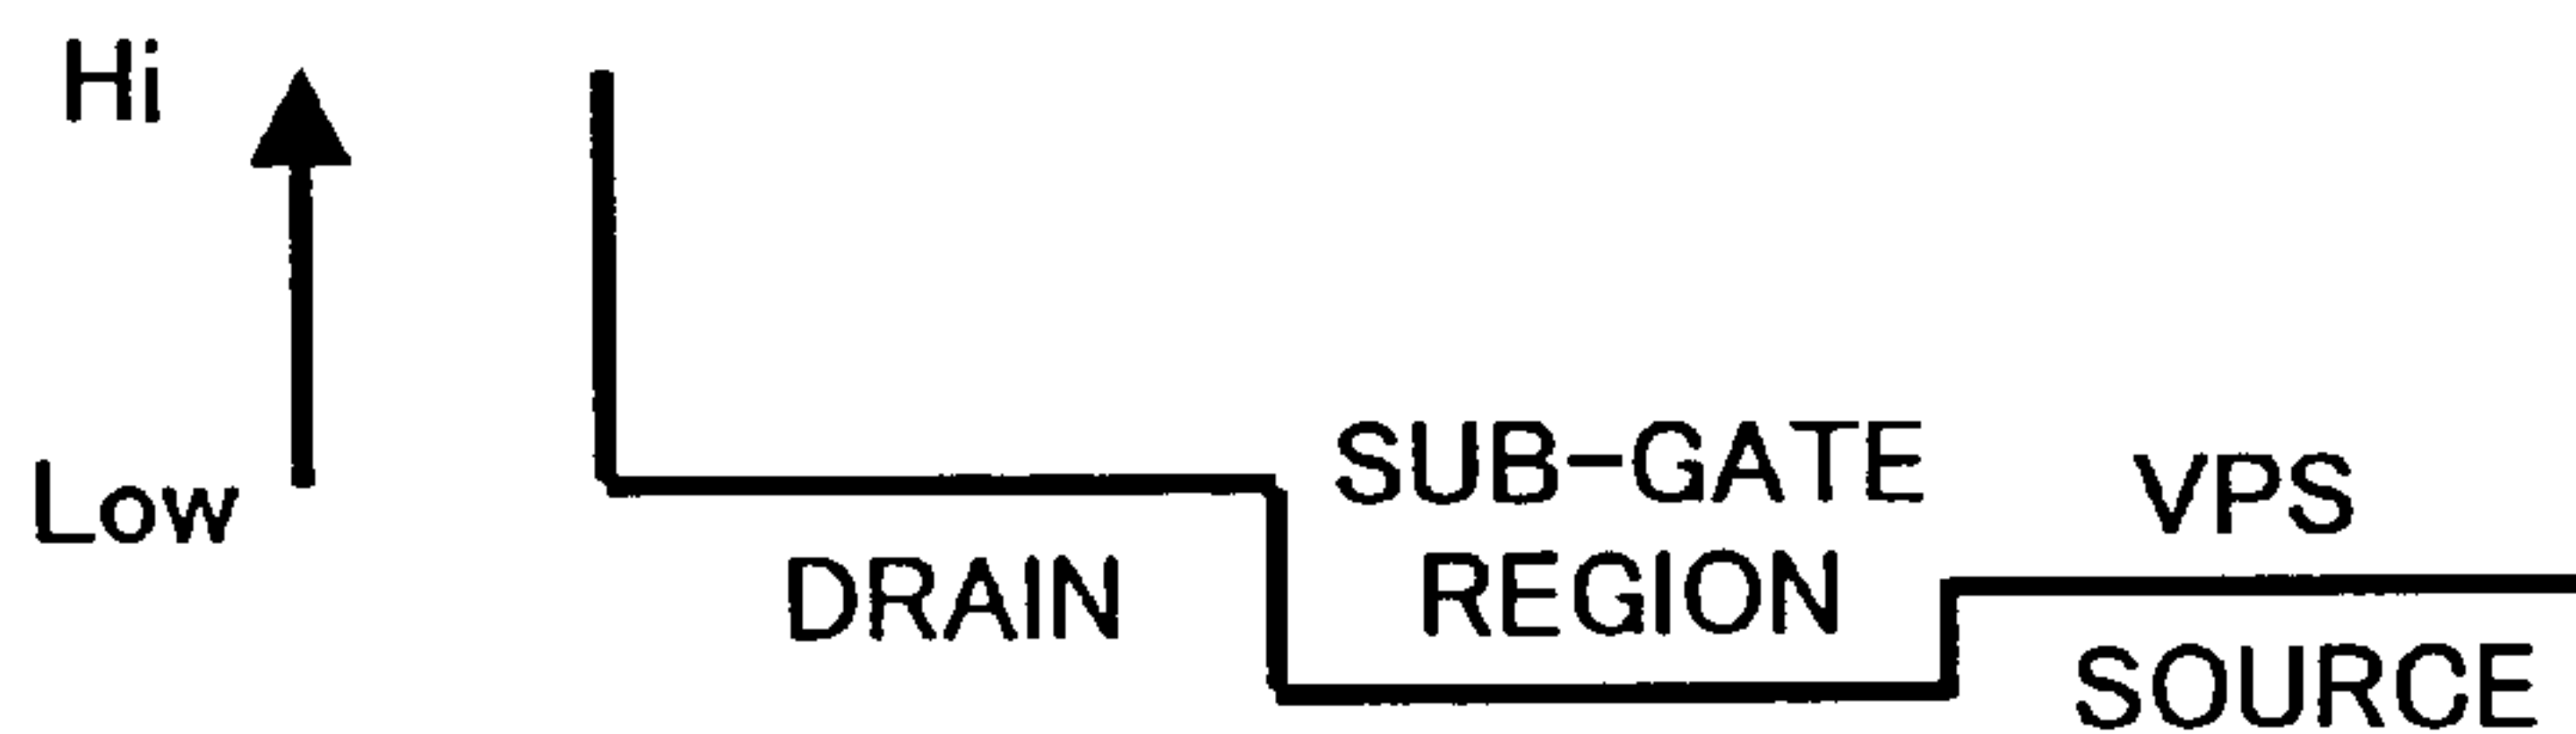 Hi
Low
DRAIN
SUB-GATE
REGION
VPS
SOURCE